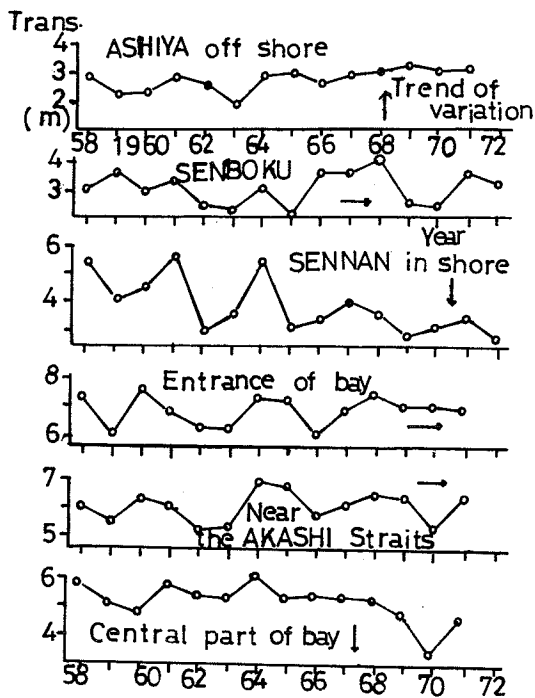 Trans.
4
ASHIYA off shore
3
2
Trend of
variation
(m)
58 1960 62 64 66 68 70 72
4
SENBOKU
3
Year
6
SENNAN in shore
4
8
Entrance of bay
6
7
Near
the AKASHI Straits
5
6
4
Central part of bay
58 60 62 64 66 68 70 72